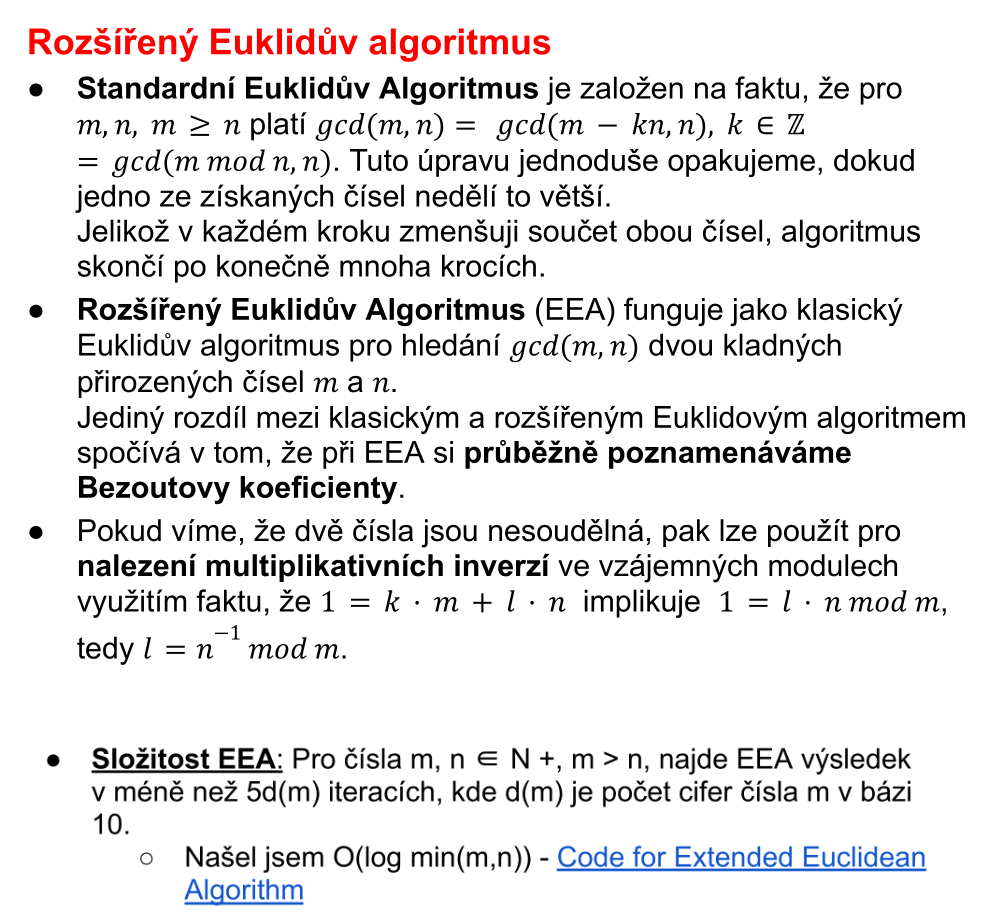 Rozšířený Euklidův algoritmus
● Standardní Euklidův Algoritmus je založen na faktu, že pro
m, n, m ≥ n platí gcd(m, n) = gcd(m − kn, n), k ∈ ℤ
= gcd(m mod n, n). Tuto úpravu jednoduše opakujeme, dokud
jedno ze získaných čísel nedělí to větší.
Jelikož v každém kroku zmenšuji součet obou čísel, algoritmus
skončí po konečně mnoha krocích.
● Rozšířený Euklidův Algoritmus (EEA) funguje jako klasický
Euklidův algoritmus pro hledání gcd(m, n) dvou kladných
přirozených čísel m a n.
Jediný rozdíl mezi klasickým a rozšířeným Euklidovým algoritmem
spočívá v tom, že při EEA si průběžně poznamenáváme
Bezoutovy koeficienty.
● Pokud víme, že dvě čísla jsou nesoudělná, pak lze použít pro
nalezení multiplikativních inverzí ve vzájemných modulech
využitím faktu, že 1 = k · m + l · n implikuje 1 = l · n mod m,
tedy l = n⁻¹ mod m.
● Složitost EEA: Pro čísla m, n ∈ N +, m > n, najde EEA výsledek
v méně než 5d(m) iteracích, kde d(m) je počet cifer čísla m v bázi
10.
○ Našel jsem O(log min(m,n)) - Code for Extended Euclidean
Algorithm